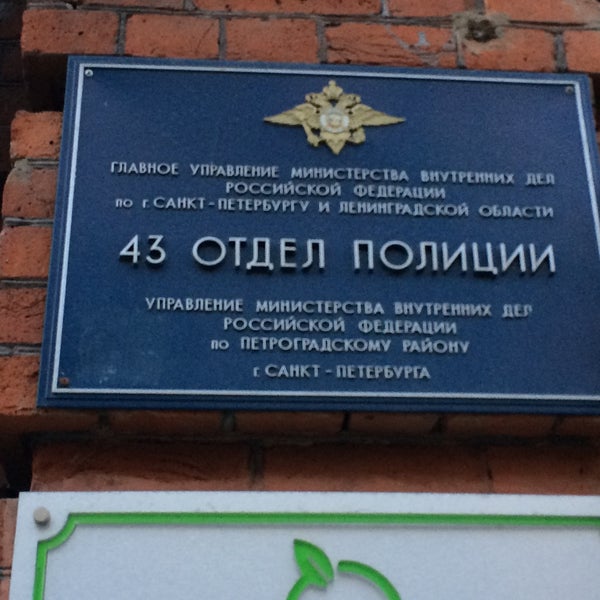 ГЛАВНОЕ УПРАВЛЕНИЕ МИНИСТЕРСТВА ВНУТРЕННИХ ДЕЛ
РОССИЙСКОЙ ФЕДЕРАЦИИ
по г. САНКТ-ПЕТЕРБУРГУ И ЛЕНИНГРАДСКОЙ ОБЛАСТИ
43 ОТДЕЛ ПОЛИЦИИ
УПРАВЛЕНИЕ МИНИСТЕРСТВА ВНУТРЕННИХ ДЕЛ
РОССИЙСКОЙ ФЕДЕРАЦИИ
по ПЕТРОГРАДСКОМУ РАЙОНУ
г. САНКТ-ПЕТЕРБУРГА